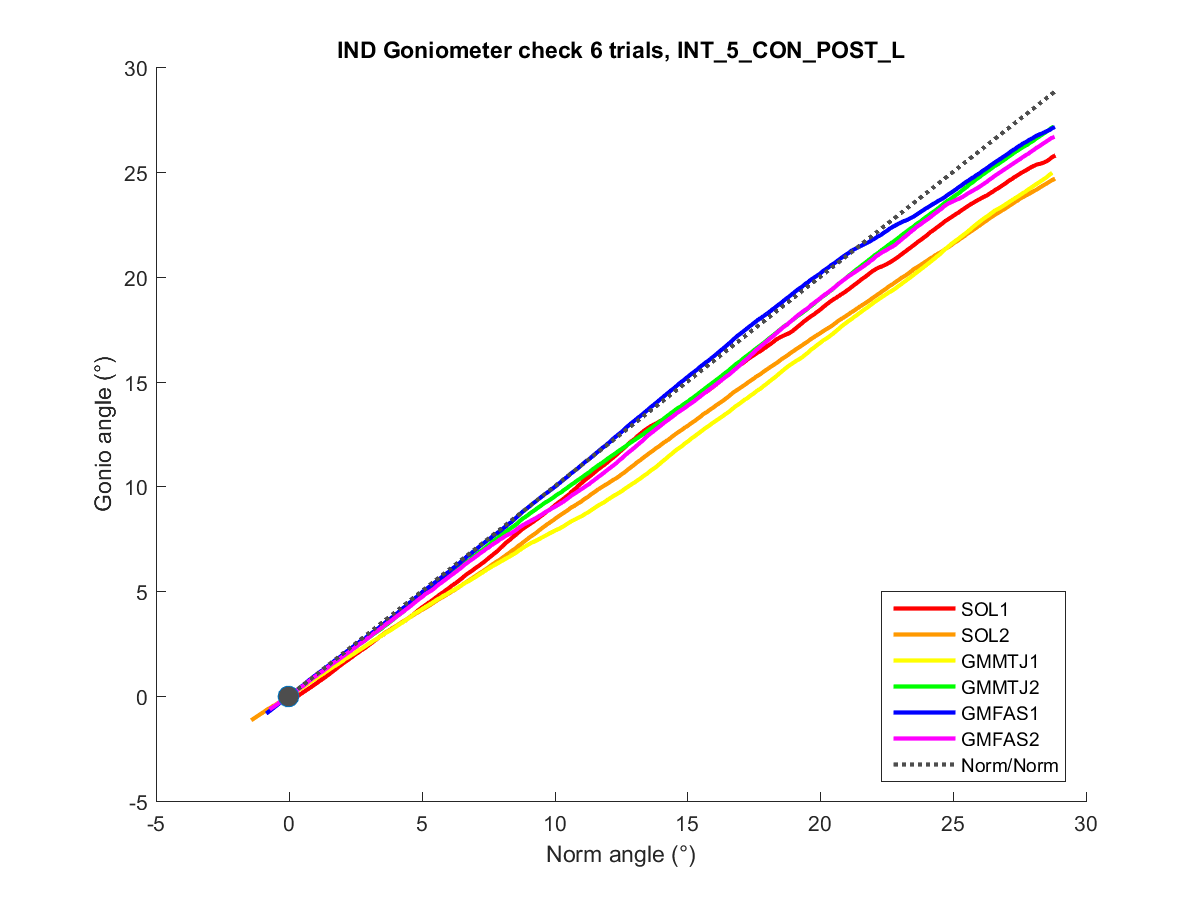 IND Goniometer check 6 trials, INT_5_CON_POST_L
30
25
20
15
10
5
0
-5
Gonio angle (°)
-5 0 5 10 15 20 25 30
Norm angle (°)
SOL1
SOL2
GMMTJ1
GMMTJ2
GMFAS1
GMFAS2
Norm/Norm